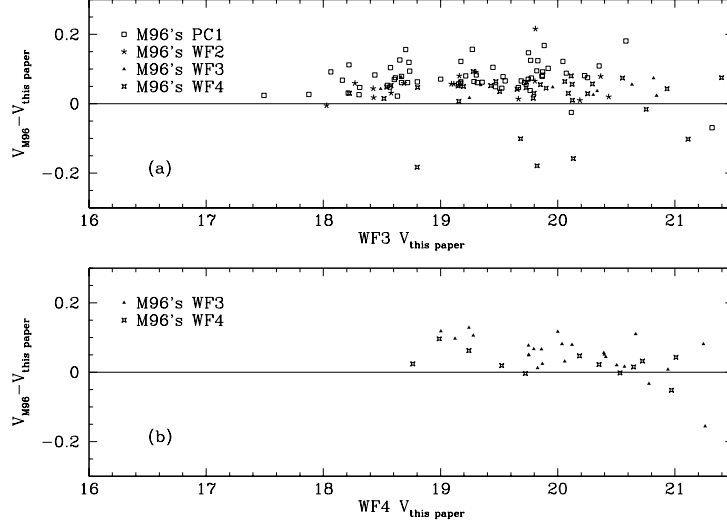 M96's PC1
M96's WF2
M96's WF3
M96's WF4
0.2
0
−0.2
V_M96−V_this paper
(a)
16 17 18 19 20 21
WF3 V_this paper
M96's WF3
M96's WF4
0.2
0
−0.2
V_M96−V_this paper
(b)
16 17 18 19 20 21
WF4 V_this paper